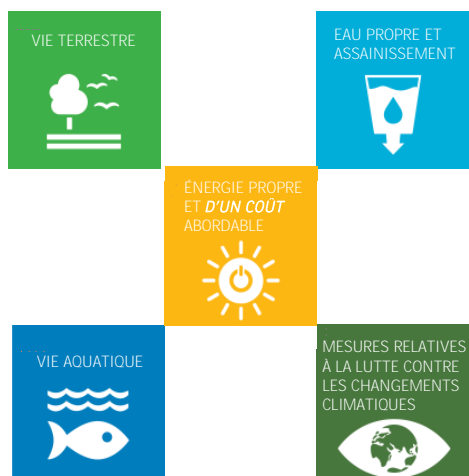 VIE TERRESTRE
EAU PROPRE ET
ASSAINISSEMENT
ÉNERGIE PROPRE
ET D'UN COÛT
ABORDABLE
VIE AQUATIQUE
MESURES RELATIVES
À LA LUTTE CONTRE
LES CHANGEMENTS
CLIMATIQUES